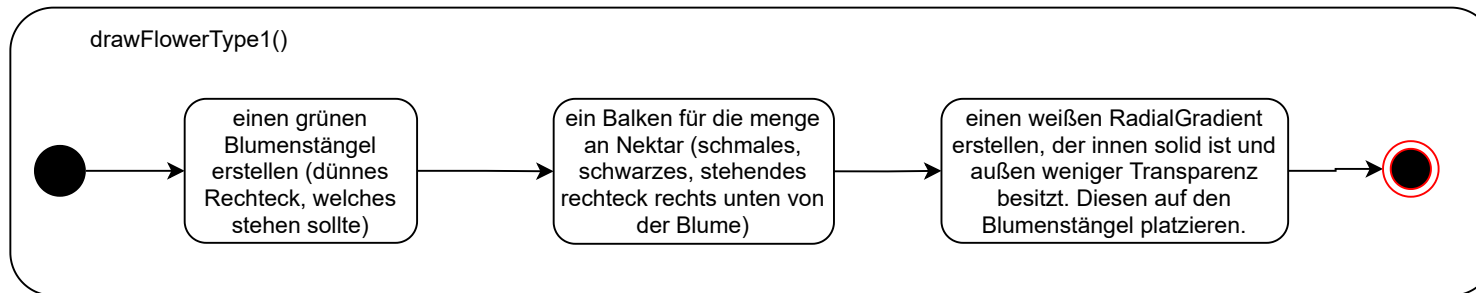 drawFlowerType1()
einen grünen
Blumenstängel
erstellen (dünnes
Rechteck, welches
stehen sollte)
ein Balken für die menge
an Nektar (schmales,
schwarzes, stehendes
rechteck rechts unten von
der Blume)
einen weißen RadialGradient
erstellen, der innen solid ist und
außen weniger Transparenz
besitzt. Diesen auf den
Blumenstängel platzieren.